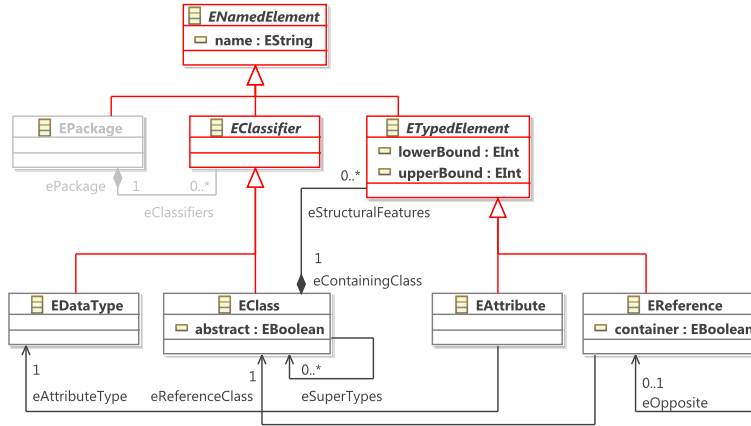 ENamedElement
name : EString
EPackage
EClassifier
ETypedElement
lowerBound : EInt
upperBound : EInt
ePackage
1
0..*
eClassifiers
0..*
eStructuralFeatures
1
eContainingClass
EDataType
EClass
abstract : EBoolean
EAttribute
EReference
container : EBoolean
1
eAttributeType
1
eReferenceClass
0..*
eSuperTypes
0..1
eOpposite